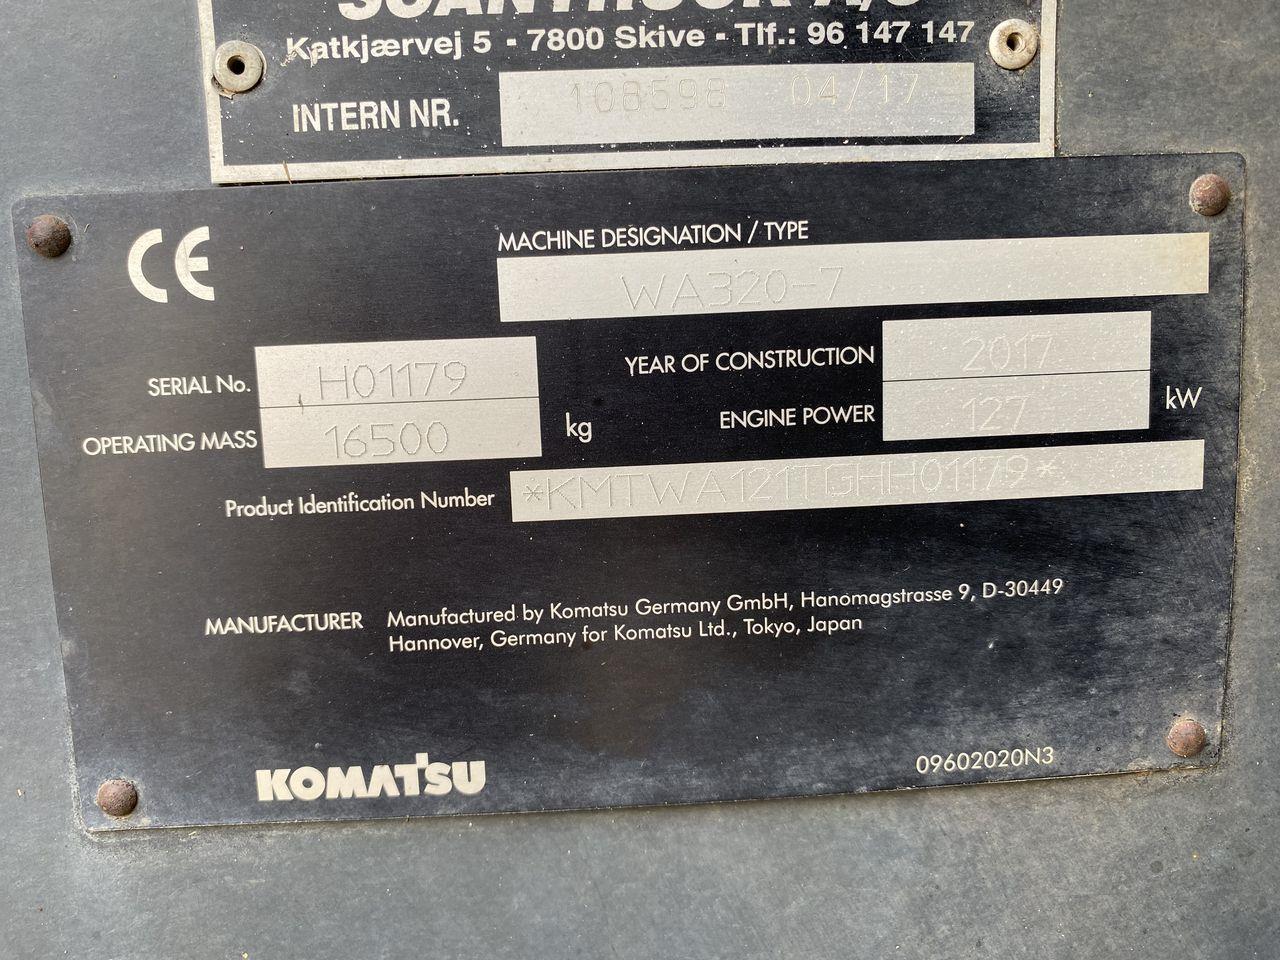 SCANTRUCK A/S
Katkjærvej 5 - 7800 Skive - Tlf.: 96 147 147
INTERN NR. 108598 04/17
CE
MACHINE DESIGNATION / TYPE
WA320-7
SERIAL No. H01179
YEAR OF CONSTRUCTION 2017
OPERATING MASS 16500 kg
ENGINE POWER 127 kW
Product Identification Number *KMTWA121TGHH01179*
MANUFACTURER Manufactured by Komatsu Germany GmbH, Hanomagstrasse 9, D-30449
Hannover, Germany for Komatsu Ltd., Tokyo, Japan
KOMATSU
09602020N3